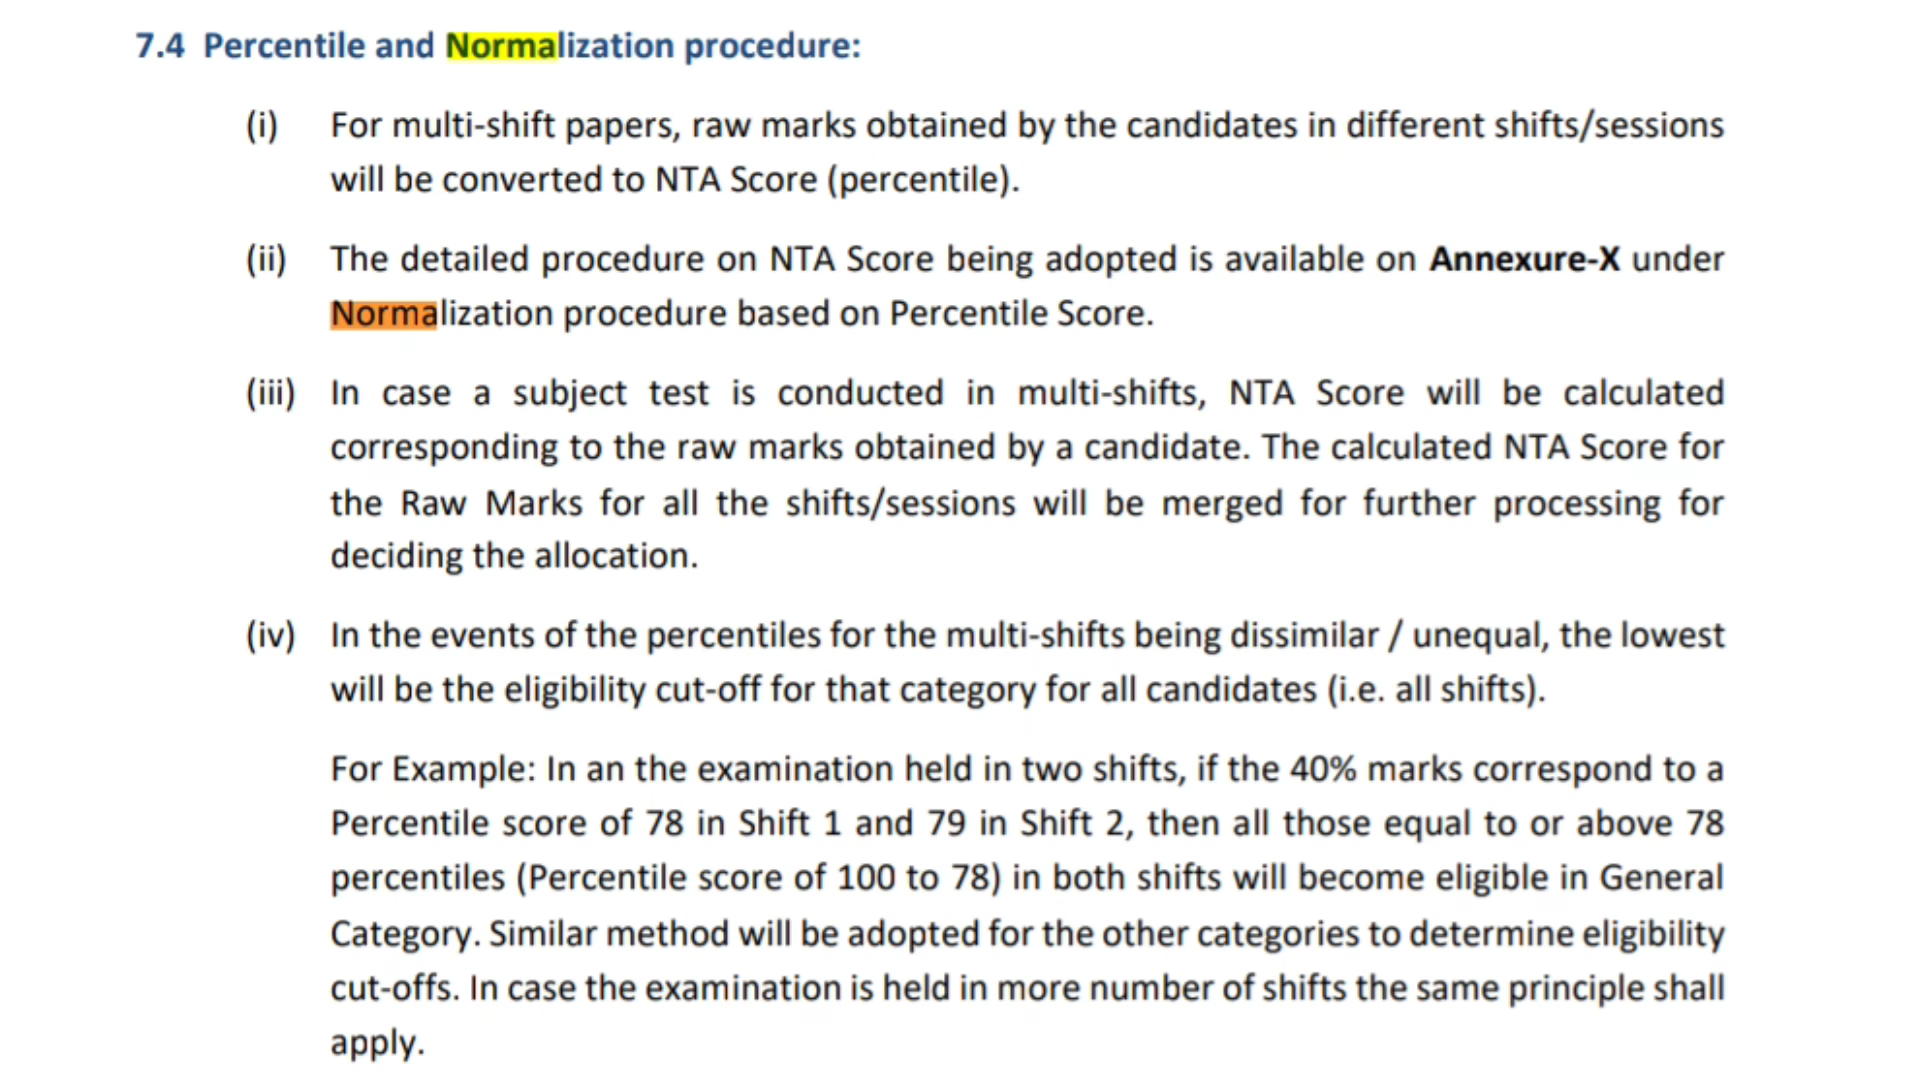 7.4 Percentile and Normalization procedure:
(i) For multi-shift papers, raw marks obtained by the candidates in different shifts/sessions
will be converted to NTA Score (percentile).
(ii) The detailed procedure on NTA Score being adopted is available on Annexure-X under
Normalization procedure based on Percentile Score.
(iii) In case a subject test is conducted in multi-shifts, NTA Score will be calculated
corresponding to the raw marks obtained by a candidate. The calculated NTA Score for
the Raw Marks for all the shifts/sessions will be merged for further processing for
deciding the allocation.
(iv) In the events of the percentiles for the multi-shifts being dissimilar / unequal, the lowest
will be the eligibility cut-off for that category for all candidates (i.e. all shifts).
For Example: In an the examination held in two shifts, if the 40% marks correspond to a
Percentile score of 78 in Shift 1 and 79 in Shift 2, then all those equal to or above 78
percentiles (Percentile score of 100 to 78) in both shifts will become eligible in General
Category. Similar method will be adopted for the other categories to determine eligibility
cut-offs. In case the examination is held in more number of shifts the same principle shall
apply.